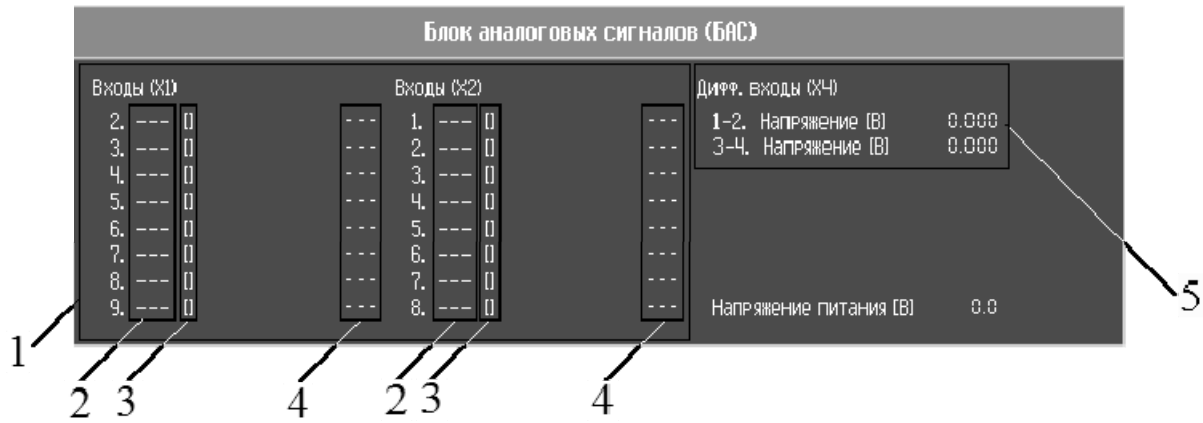 Блок аналоговых сигналов (БАС)
Входы (X1)
2. --- [] ---
3. --- [] ---
4. --- [] ---
5. --- [] ---
6. --- [] ---
7. --- [] ---
8. --- [] ---
9. --- [] ---
Входы (X2)
1. --- [] ---
2. --- [] ---
3. --- [] ---
4. --- [] ---
5. --- [] ---
6. --- [] ---
7. --- [] ---
8. --- [] ---
Дифф. входы (X4)
1-2. Напряжение [В] 0.000
3-4. Напряжение [В] 0.000
Напряжение питания [В] 0.0
5
1
2 3 4 2 3 4